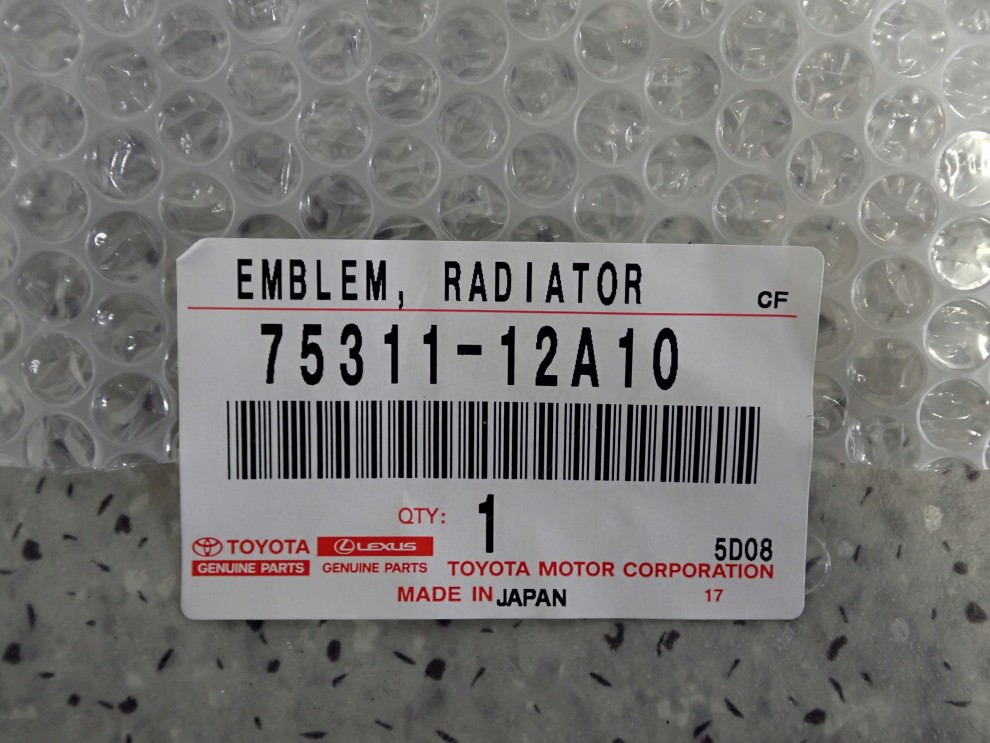 EMBLEM, RADIATOR CF
75311-12A10
QTY: 1
TOYOTA LEXUS 5D08
GENUINE PARTS GENUINE PARTS TOYOTA MOTOR CORPORATION
MADE IN JAPAN 17